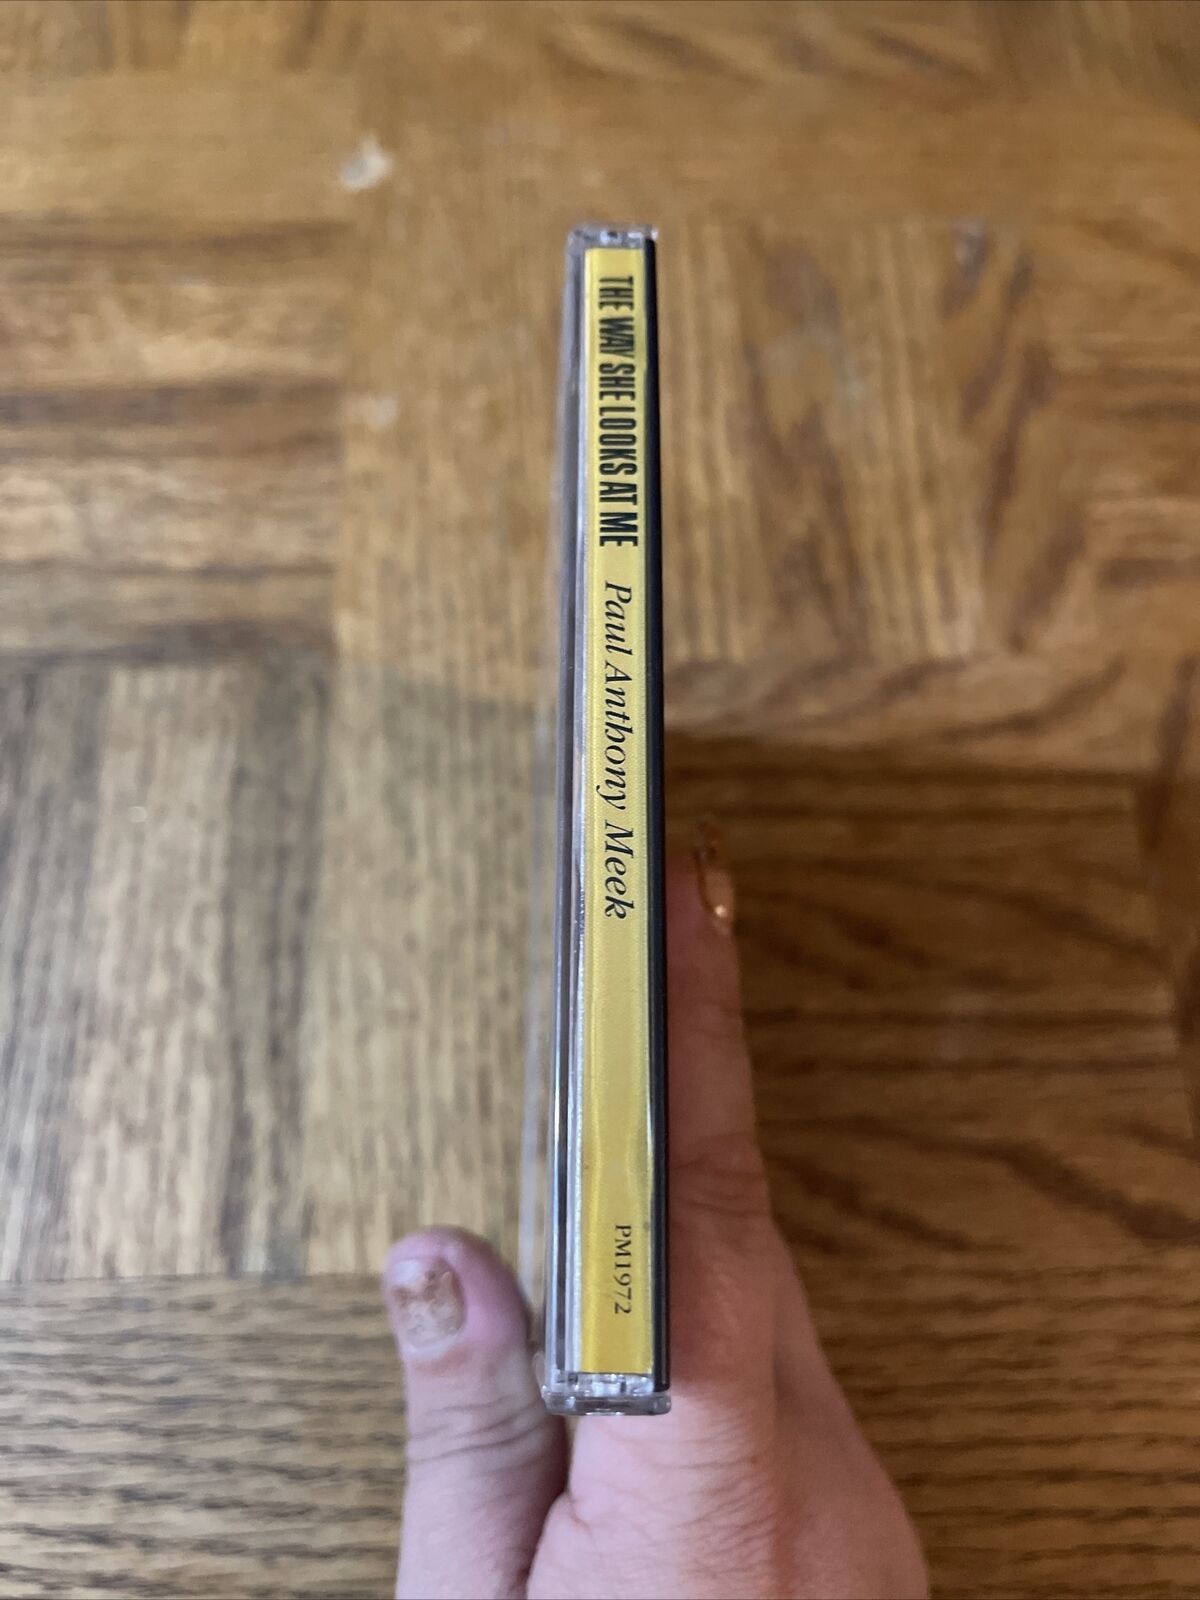 THE WAY SHE LOOKS AT ME Paul Anthony Meek PM1972